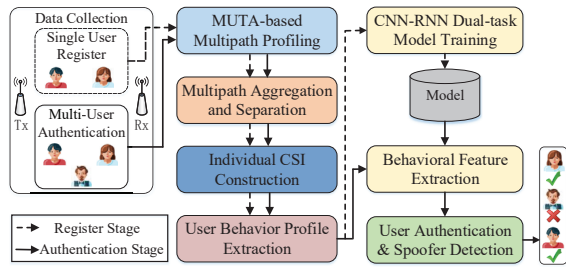 Data Collection
Single User
Register
Tx
Rx
Multi-User
Authentication
Register Stage
Authentication Stage
MUTA-based
Multipath Profiling
Multipath Aggregation
and Separation
Individual CSI
Construction
User Behavior Profile
Extraction
CNN-RNN Dual-task
Model Training
Model
Behavioral Feature
Extraction
User Authentication
& Spoofer Detection